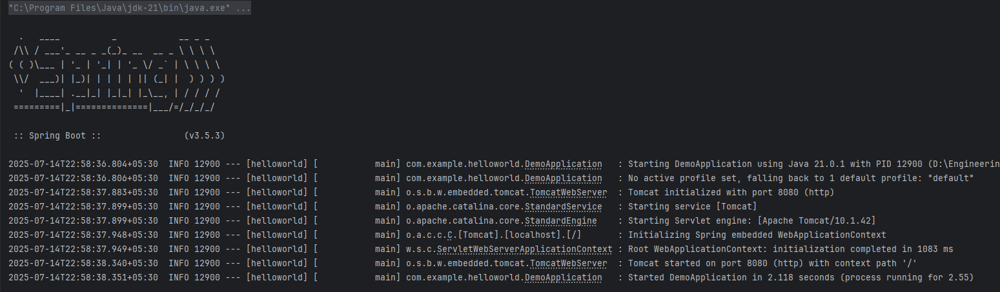 "C:\Program Files\Java\jdk-21\bin\java.exe" ...
  .   ____          _            __ _ _
 /\\ / ___'_ __ _ _(_)_ __  __ _ \ \ \ \
( ( )\___ | '_ | '_| | '_ \/ _` | \ \ \ \
 \\/  ___)| |_)| | | | | || (_| |  ) ) ) )
  '  |____| .__|_| |_|_| |_\__, | / / / /
 =========|_|==============|___/=/_/_/_/
 :: Spring Boot ::                (v3.5.3)
2025-07-14T22:58:36.804+05:30  INFO 12900 --- [helloworld] [           main] com.example.helloworld.DemoApplication   : Starting DemoApplication using Java 21.0.1 with PID 12900 (D:\Engineerin
2025-07-14T22:58:36.806+05:30  INFO 12900 --- [helloworld] [           main] com.example.helloworld.DemoApplication   : No active profile set, falling back to 1 default profile: "default"
2025-07-14T22:58:37.883+05:30  INFO 12900 --- [helloworld] [           main] o.s.b.w.embedded.tomcat.TomcatWebServer  : Tomcat initialized with port 8080 (http)
2025-07-14T22:58:37.899+05:30  INFO 12900 --- [helloworld] [           main] o.apache.catalina.core.StandardService   : Starting service [Tomcat]
2025-07-14T22:58:37.899+05:30  INFO 12900 --- [helloworld] [           main] o.apache.catalina.core.StandardEngine    : Starting Servlet engine: [Apache Tomcat/10.1.42]
2025-07-14T22:58:37.948+05:30  INFO 12900 --- [helloworld] [           main] o.a.c.c.C.[Tomcat].[localhost].[/]       : Initializing Spring embedded WebApplicationContext
2025-07-14T22:58:37.949+05:30  INFO 12900 --- [helloworld] [           main] w.s.c.ServletWebServerApplicationContext : Root WebApplicationContext: initialization completed in 1083 ms
2025-07-14T22:58:38.340+05:30  INFO 12900 --- [helloworld] [           main] o.s.b.w.embedded.tomcat.TomcatWebServer  : Tomcat started on port 8080 (http) with context path '/'
2025-07-14T22:58:38.351+05:30  INFO 12900 --- [helloworld] [           main] com.example.helloworld.DemoApplication   : Started DemoApplication in 2.118 seconds (process running for 2.55)